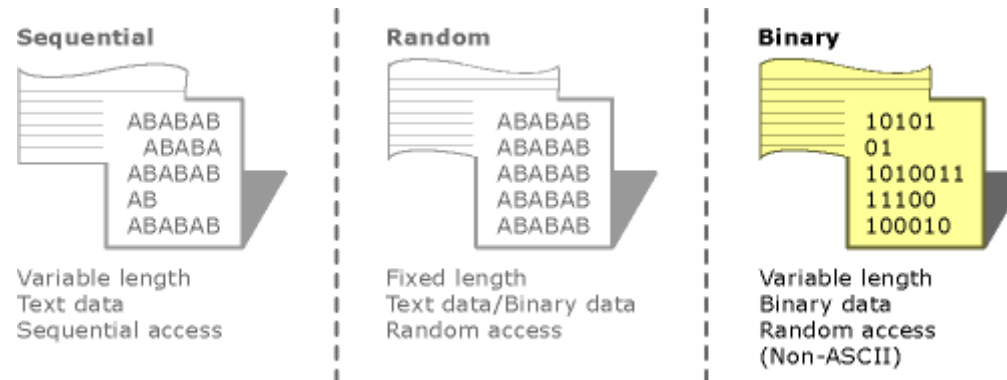 Sequential
ABABAB
ABABA
ABABAB
AB
ABABAB
Variable length
Text data
Sequential access
Random
ABABAB
ABABAB
ABABAB
ABABAB
ABABAB
Fixed length
Text data/Binary data
Random access
Binary
10101
01
1010011
11100
100010
Variable length
Binary data
Random access
(Non-ASCII)